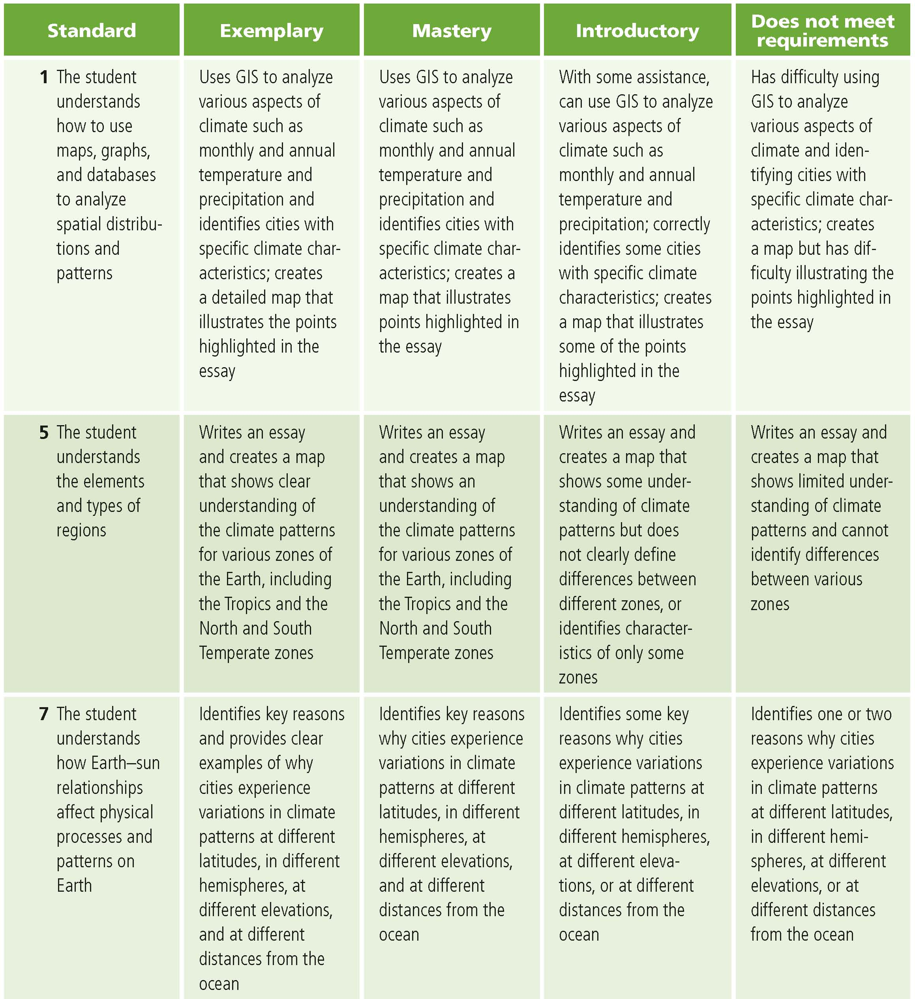 Standard
Exemplary
Mastery
Introductory
Does not meet
requirements
1 The student
understands
how to use
maps, graphs,
and databases
to analyze
spatial distribu-
tions and
patterns
Uses GIS to analyze
various aspects of
climate such as
monthly and annual
temperature and
precipitation and
identifies cities with
specific climate char-
acteristics; creates
a detailed map that
illustrates the points
highlighted in the
essay
Uses GIS to analyze
various aspects of
climate such as
monthly and annual
temperature and
precipitation and
identifies cities with
specific climate char-
acteristics; creates a
map that illustrates
points highlighted in
the essay
With some assistance,
can use GIS to analyze
various aspects of
climate such as
monthly and annual
temperature and
precipitation; correctly
identifies some cities
with specific climate
characteristics; creates
a map that illustrates
some of the points
highlighted in the
essay
Has difficulty using
GIS to analyze
various aspects of
climate and iden-
tifying cities with
specific climate char-
acteristics; creates
a map but has dif-
ficulty illustrating the
points highlighted in
the essay
5 The student
understands
the elements
and types of
regions
Writes an essay
and creates a map
that shows clear
understanding of
the climate patterns
for various zones of
the Earth, including
the Tropics and the
North and South
Temperate zones
Writes an essay
and creates a map
that shows an
understanding of
the climate patterns
for various zones of
the Earth, including
the Tropics and the
North and South
Temperate zones
Writes an essay and
creates a map that
shows some under-
standing of climate
patterns but does
not clearly define
differences between
different zones, or
identifies character-
istics of only some
zones
Writes an essay and
creates a map that
shows limited under-
standing of climate
patterns and cannot
identify differences
between various
zones
7 The student
understands
how Earth–sun
relationships
affect physical
processes and
patterns on
Earth
Identifies key reasons
and provides clear
examples of why
cities experience
variations in climate
patterns at different
latitudes, in different
hemispheres, at
different elevations,
and at different
distances from the
ocean
Identifies key reasons
why cities experience
variations in climate
patterns at different
latitudes, in different
hemispheres, at
different elevations,
and at different
distances from the
ocean
Identifies some key
reasons why cities
experience variations
in climate patterns at
different latitudes, in
different hemispheres,
at different eleva-
tions, or at different
distances from the
ocean
Identifies one or two
reasons why cities
experience variations
in climate patterns
at different latitudes,
in different hemi-
spheres, at different
elevations, or at
different distances
from the ocean